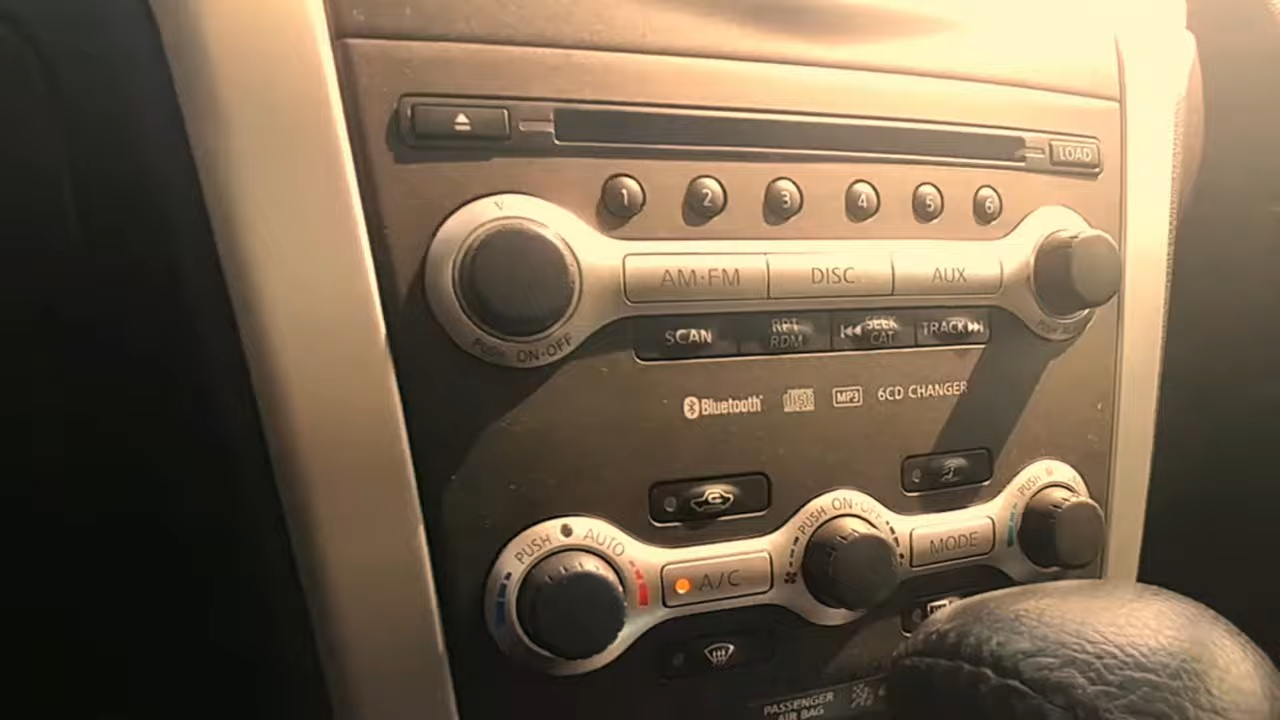 LOAD
1 2 3 4 5 6
AM·FM DISC AUX
PUSH ON·OFF
SCAN RPT RDM SEEK CAT TRACK
Bluetooth disc MP3 6CD CHANGER
PUSH AUTO
A/C
PUSH ON·OFF
MODE
PUSH
PASSENGER
AIR BAG